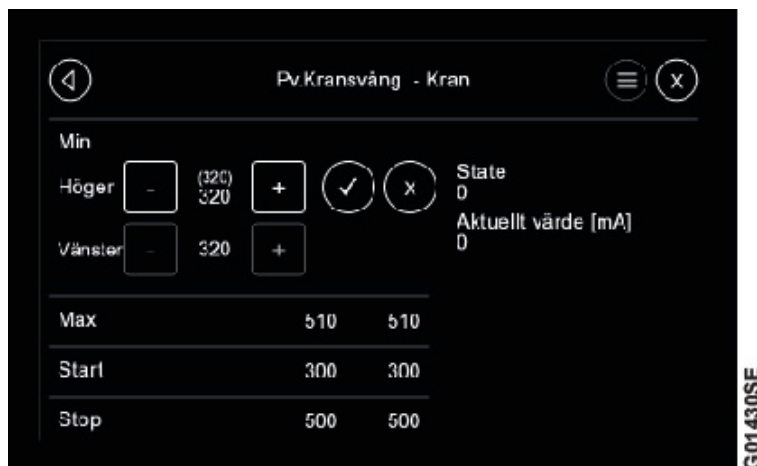 Pv.Kransväng - Kran
X
Min
Höger - (320) 320 + ✓ x
Vänster - 320 +
State
0
Aktuellt värde [mA]
0
Max 510 510
Start 300 300
Stop 500 500
G01430SE